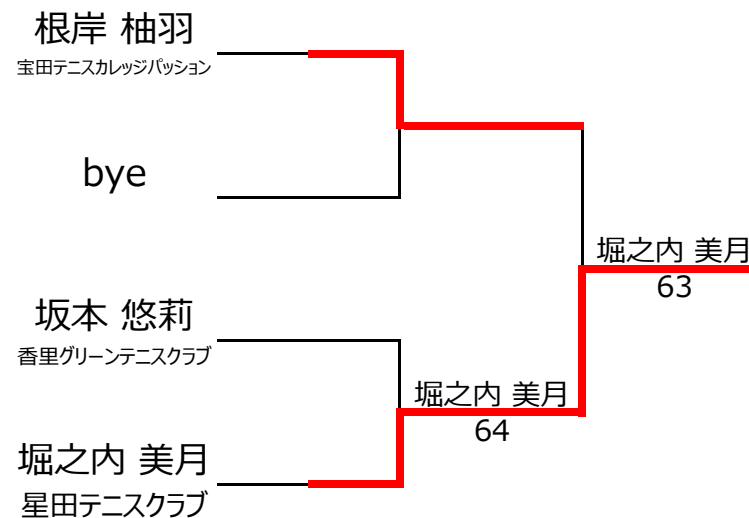 根岸 柚羽
宝田テニスカレッジパッション
bye
堀之内 美月
63
坂本 悠莉
香里グリーンテニスクラブ
堀之内 美月
64
堀之内 美月
星田テニスクラブ